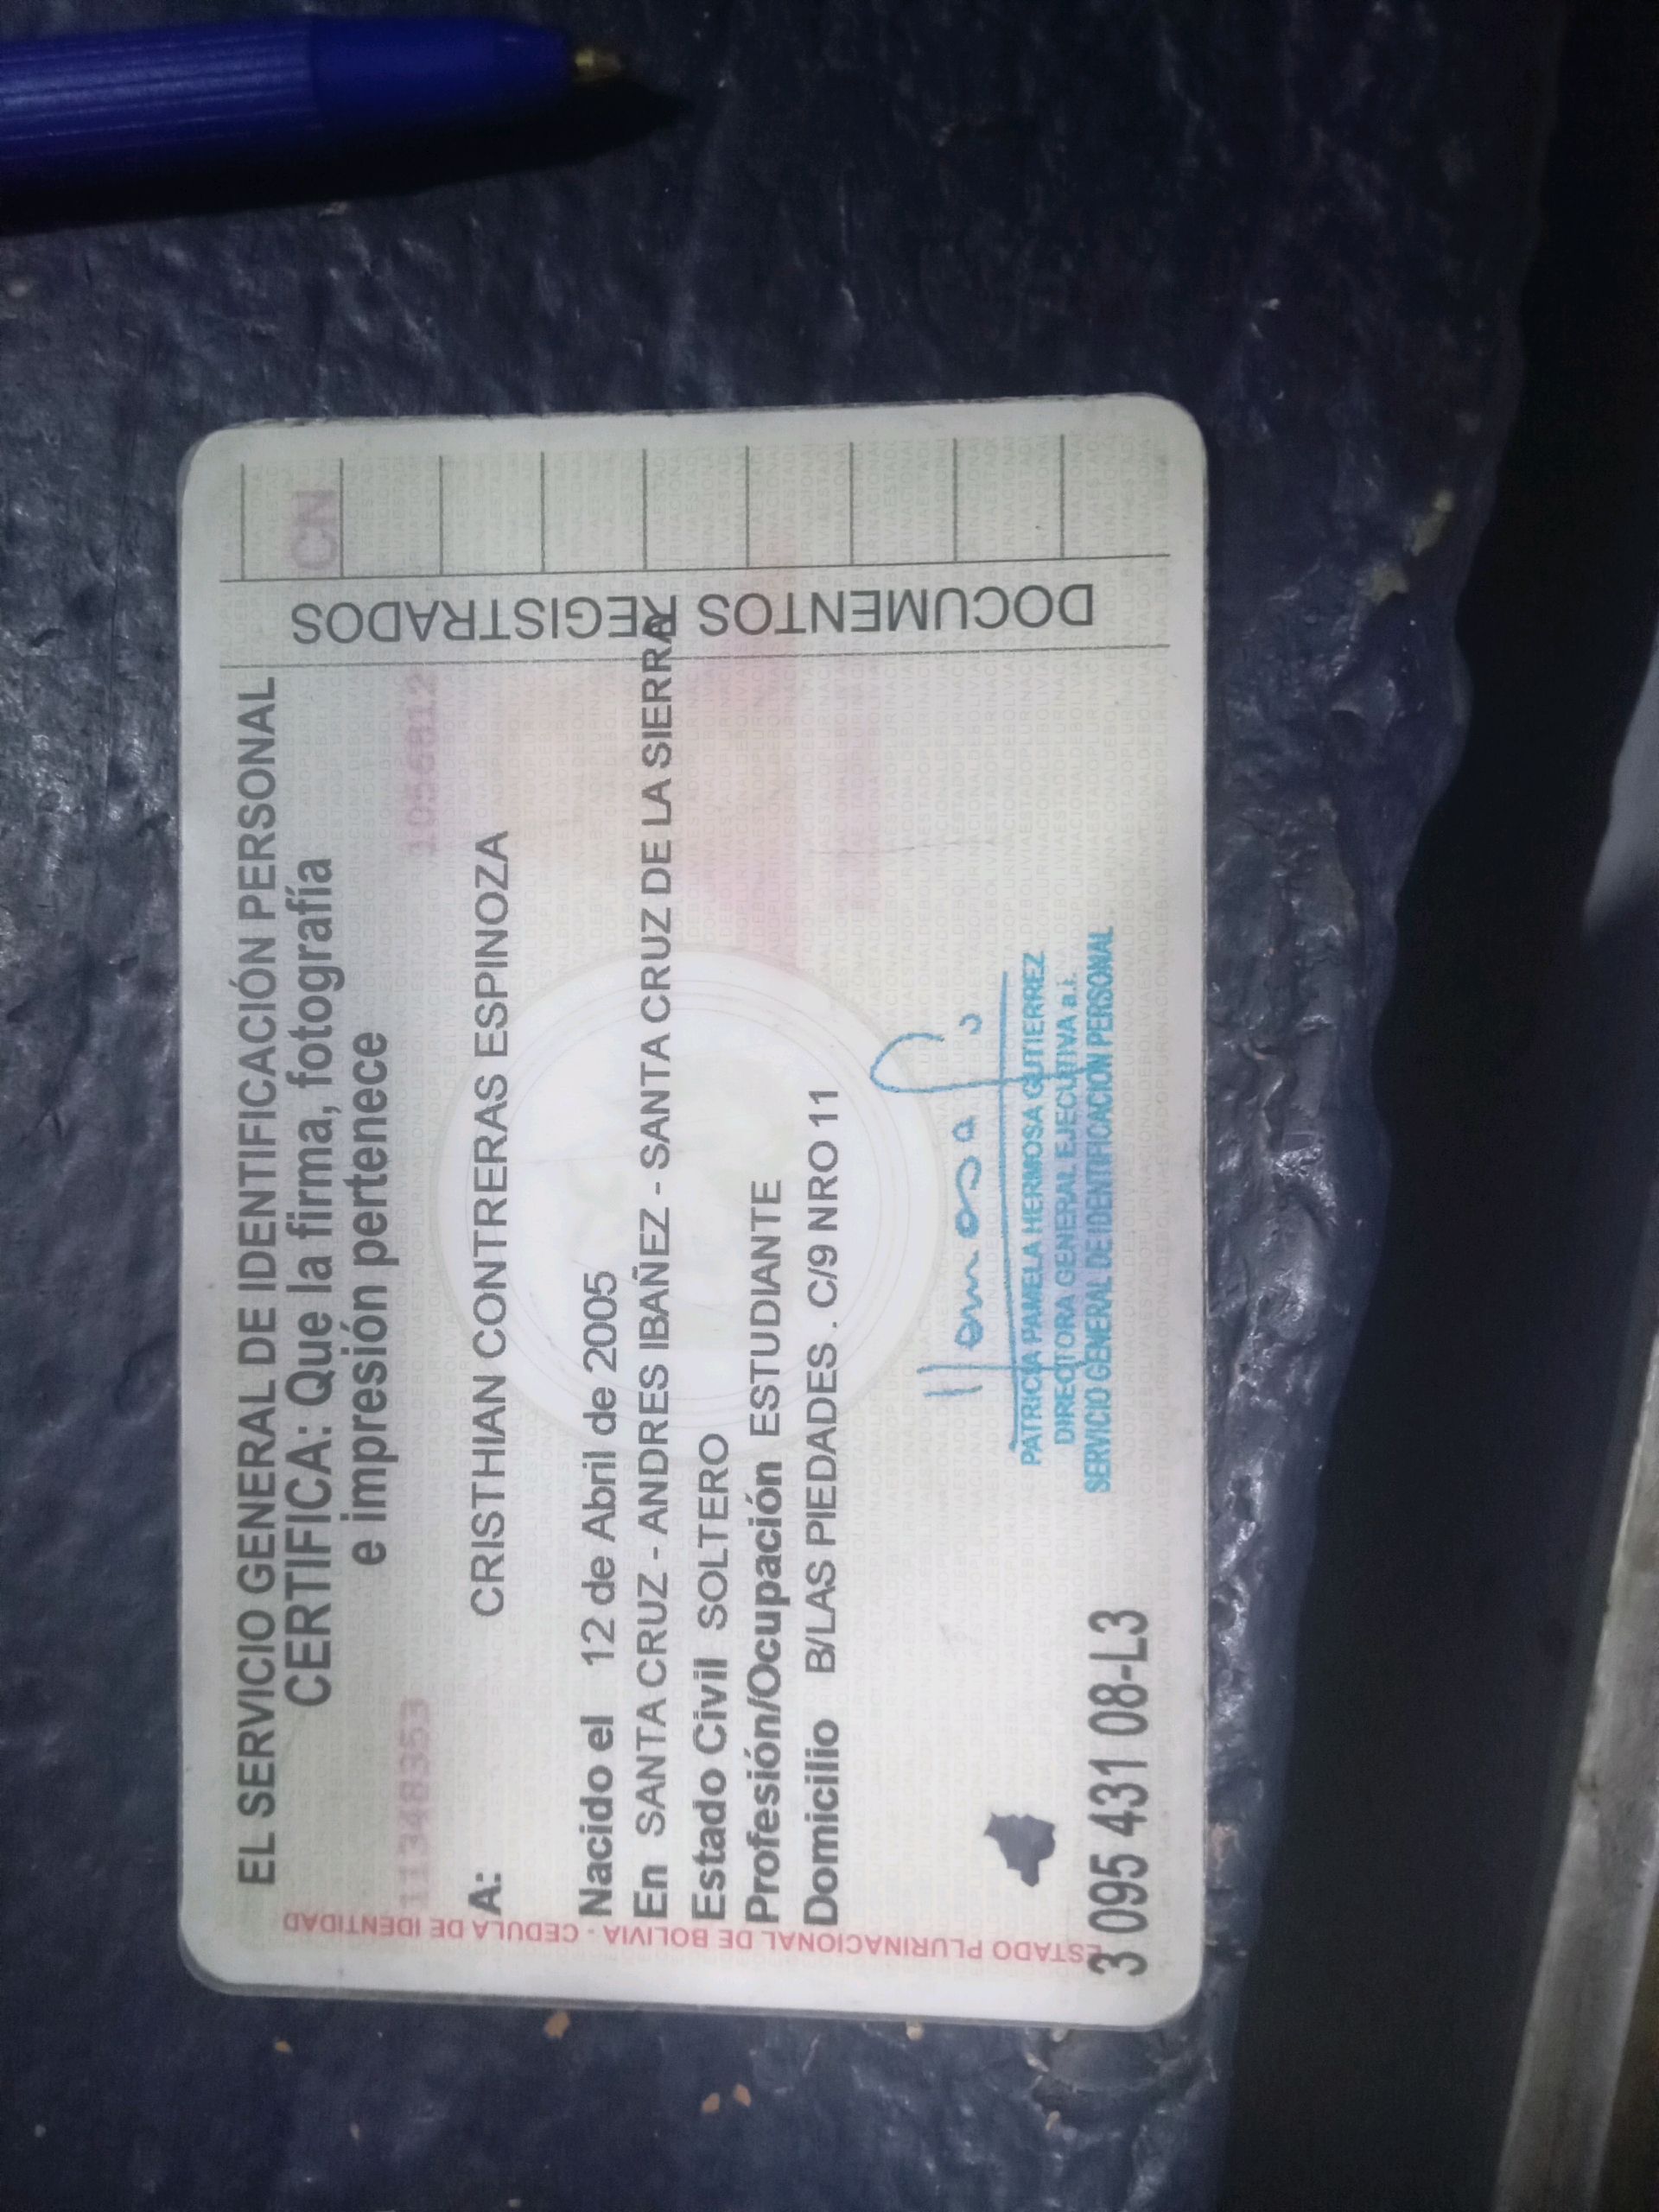 EL SERVICIO GENERAL DE IDENTIFICACIÓN PERSONAL
CERTIFICA: Que la firma, fotografía
e impresión pertenece
113483353
1056812
A: CRISTHIAN CONTRERAS ESPINOZA
Nacido el 12 de Abril de 2005
En SANTA CRUZ - ANDRES IBAÑEZ - SANTA CRUZ DE LA SIERRA
Estado Civil SOLTERO
Profesión/Ocupación ESTUDIANTE
Domicilio B/LAS PIEDADES . C/9 NRO 11
PATRICIA PAMELA HERMOSA GUTIERREZ
DIRECTORA GENERAL EJECUTIVA a.i.
SERVICIO GENERAL DE IDENTIFICACION PERSONAL
3 095 431 08-L3
ESTADO PLURINACIONAL DE BOLIVIA - CEDULA DE IDENTIDAD
DOCUMENTOS REGISTRADOS
CN